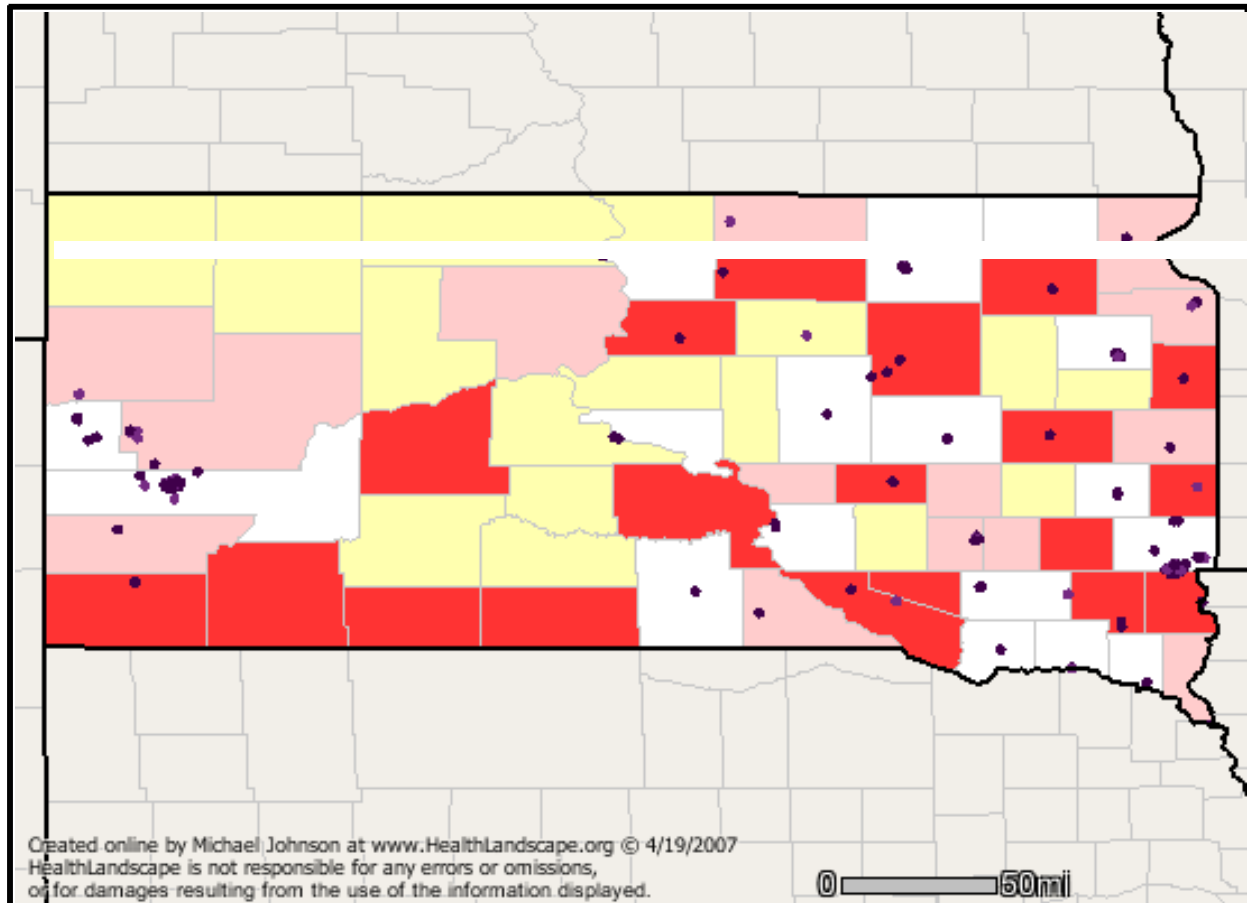 Created online by Michael Johnson at www.HealthLandscape.org © 4/19/2007
HealthLandscape is not responsible for any errors or omissions,
or for damages resulting from the use of the information displayed.
0 50mi